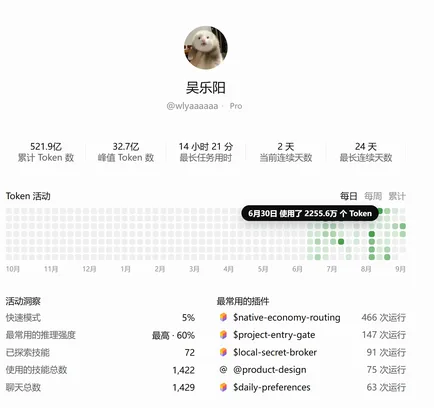 吴乐阳
@wlyaaaaaa · Pro
521.9亿 32.7亿 14 小时 21 分 2 天 24 天
累计 Token 数 峰值 Token 数 最长任务用时 当前连续天数 最长连续天数
Token 活动 每日 每周 累计
6月30日 使用了 2255.6万 个 Token
10月 11月 12月 1月 2月 3月 4月 5月 6月 7月 8月 9月
活动洞察 最常用的插件
快速模式 5% $native-economy-routing 466 次运行
最常用的推理强度 最高 · 60% $project-entry-gate 147 次运行
已探索技能 72 $local-secret-broker 91 次运行
使用的技能总数 1,422 @ @product-design 75 次运行
聊天总数 1,429 $daily-preferences 63 次运行